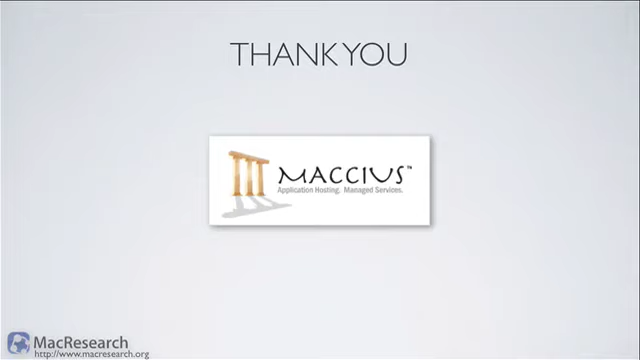 THANK YOU
MACCIUS™
Application Hosting. Managed Services.
MacResearch
http://www.macresearch.org